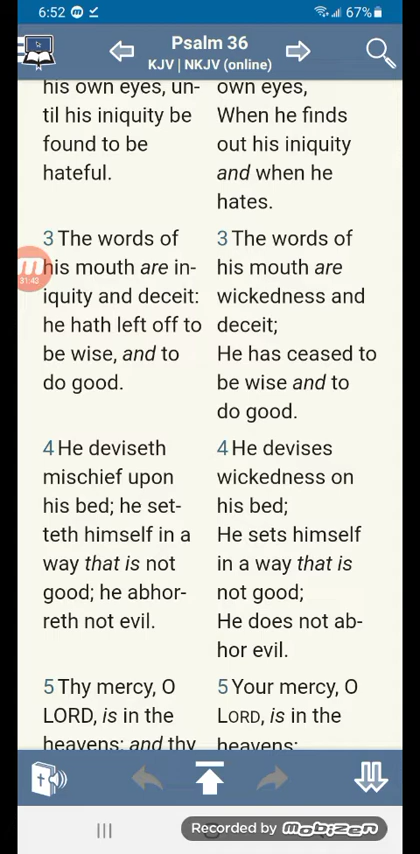 6:52
67%
Psalm 36
KJV | NKJV (online)
his own eyes, un-
til his iniquity be
found to be
hateful.
3 The words of
his mouth are in-
iquity and deceit:
he hath left off to
be wise, and to
do good.
4 He deviseth
mischief upon
his bed; he set-
teth himself in a
way that is not
good; he abhor-
reth not evil.
5 Thy mercy, O
LORD, is in the
heavens; and thy
own eyes,
When he finds
out his iniquity
and when he
hates.
3 The words of
his mouth are
wickedness and
deceit;
He has ceased to
be wise and to
do good.
4 He devises
wickedness on
his bed;
He sets himself
in a way that is
not good;
He does not ab-
hor evil.
5 Your mercy, O
LORD, is in the
heavens;
31:42
Recorded by mobizen